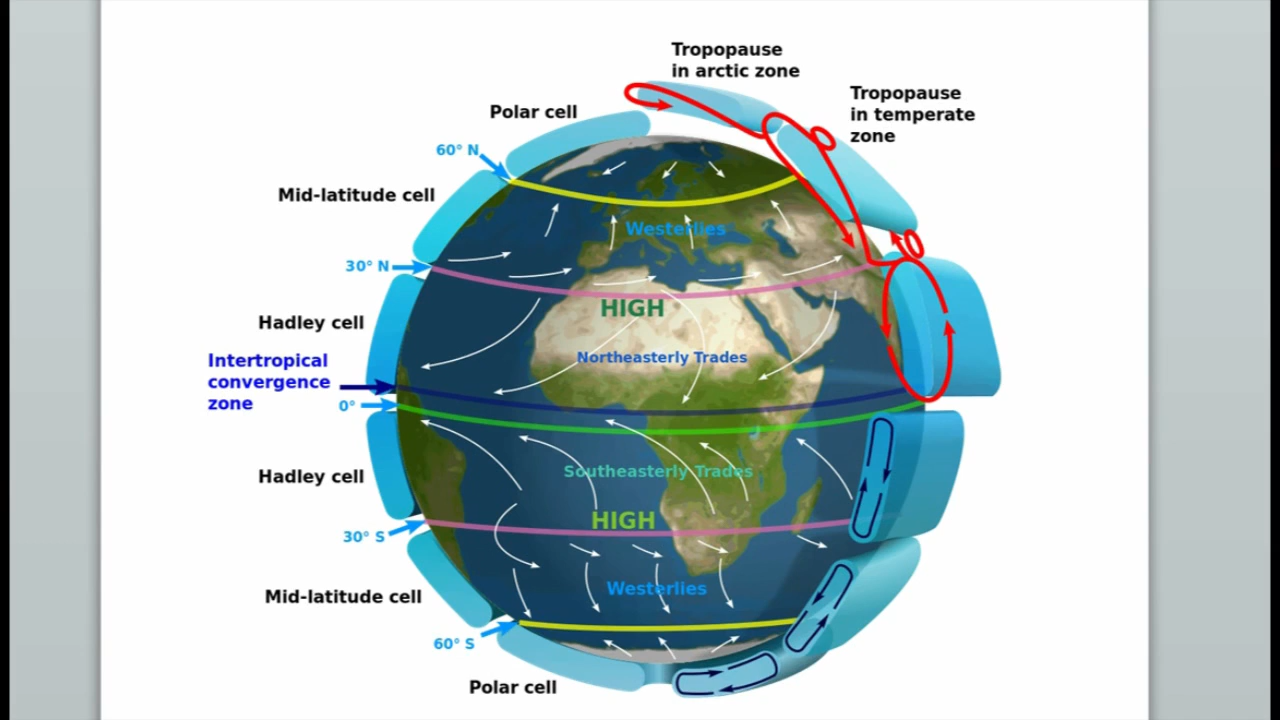 Tropopause
in arctic zone
Tropopause
in temperate
zone
Polar cell
60° N
Mid-latitude cell
Westerlies
30° N
HIGH
Hadley cell
Northeasterly Trades
Intertropical
convergence
zone
0°
Southeasterly Trades
Hadley cell
HIGH
30° S
Westerlies
Mid-latitude cell
60° S
Polar cell